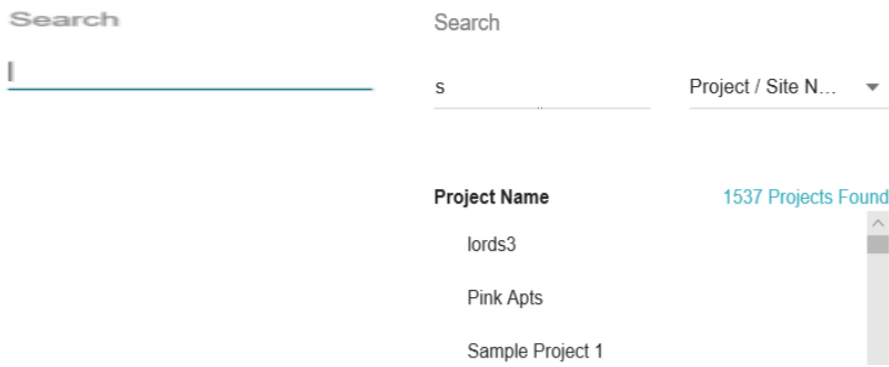 Search
Search
s
Project / Site N...
Project Name
1537 Projects Found
lords3
Pink Apts
Sample Project 1